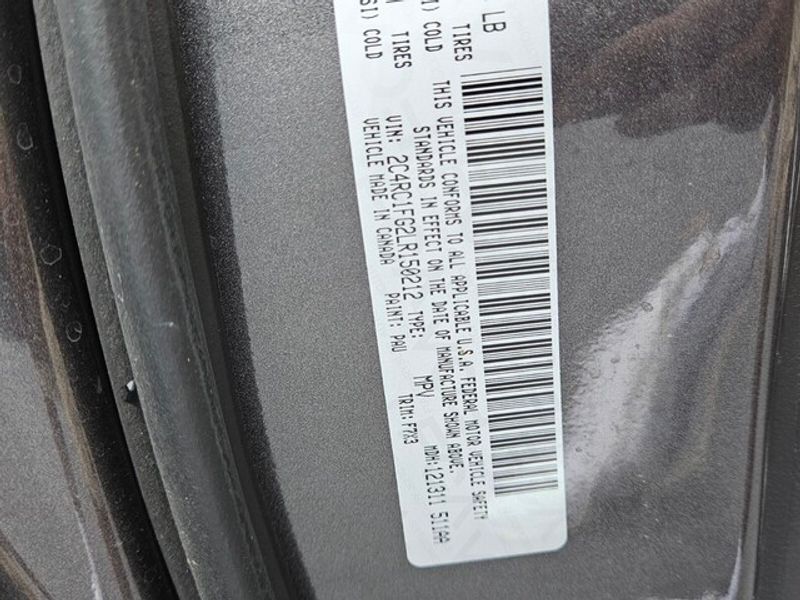 LB
TIRES
COLD
TIRES
SI) COLD
THIS VEHICLE CONFORMS TO ALL APPLICABLE U.S.A. FEDERAL MOTOR VEHICLE SAFETY
STANDARDS IN EFFECT ON THE DATE OF MANUFACTURE SHOWN ABOVE.
VIN: 2C4RC1FG2LR150212 TYPE: MPV MDH:121311 511AA
VEHICLE MADE IN CANADA PAINT: PAU TRIM: F7X3